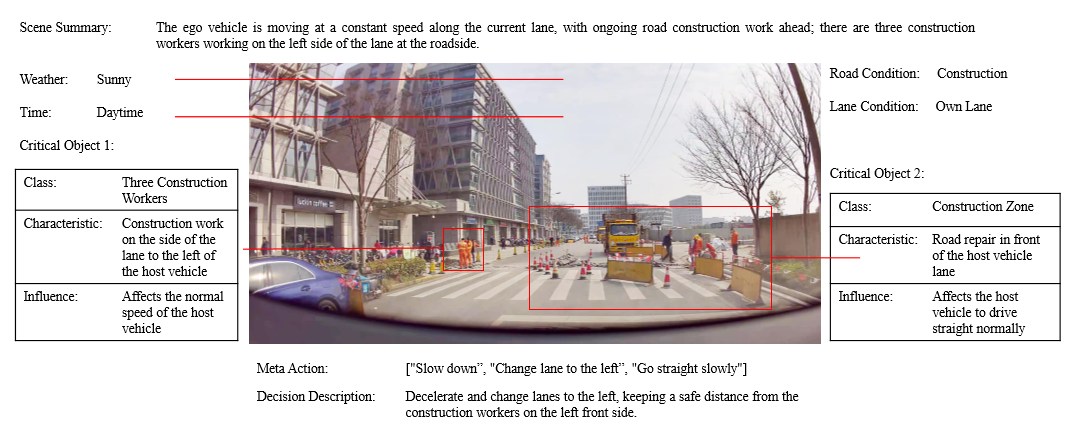 Scene Summary: The ego vehicle is moving at a constant speed along the current lane, with ongoing road construction work ahead; there are three construction
workers working on the left side of the lane at the roadside.
Weather: Sunny
Time: Daytime
Critical Object 1:
Class: Three Construction
Workers
Characteristic: Construction work
on the side of the
lane to the left of
the host vehicle
Influence: Affects the normal
speed of the host
vehicle
luckin coffee
Road Condition: Construction
Lane Condition: Own Lane
Critical Object 2:
Class: Construction Zone
Characteristic: Road repair in front
of the host vehicle
lane
Influence: Affects the host
vehicle to drive
straight normally
Meta Action: ["Slow down”, "Change lane to the left”, "Go straight slowly"]
Decision Description: Decelerate and change lanes to the left, keeping a safe distance from the
construction workers on the left front side.